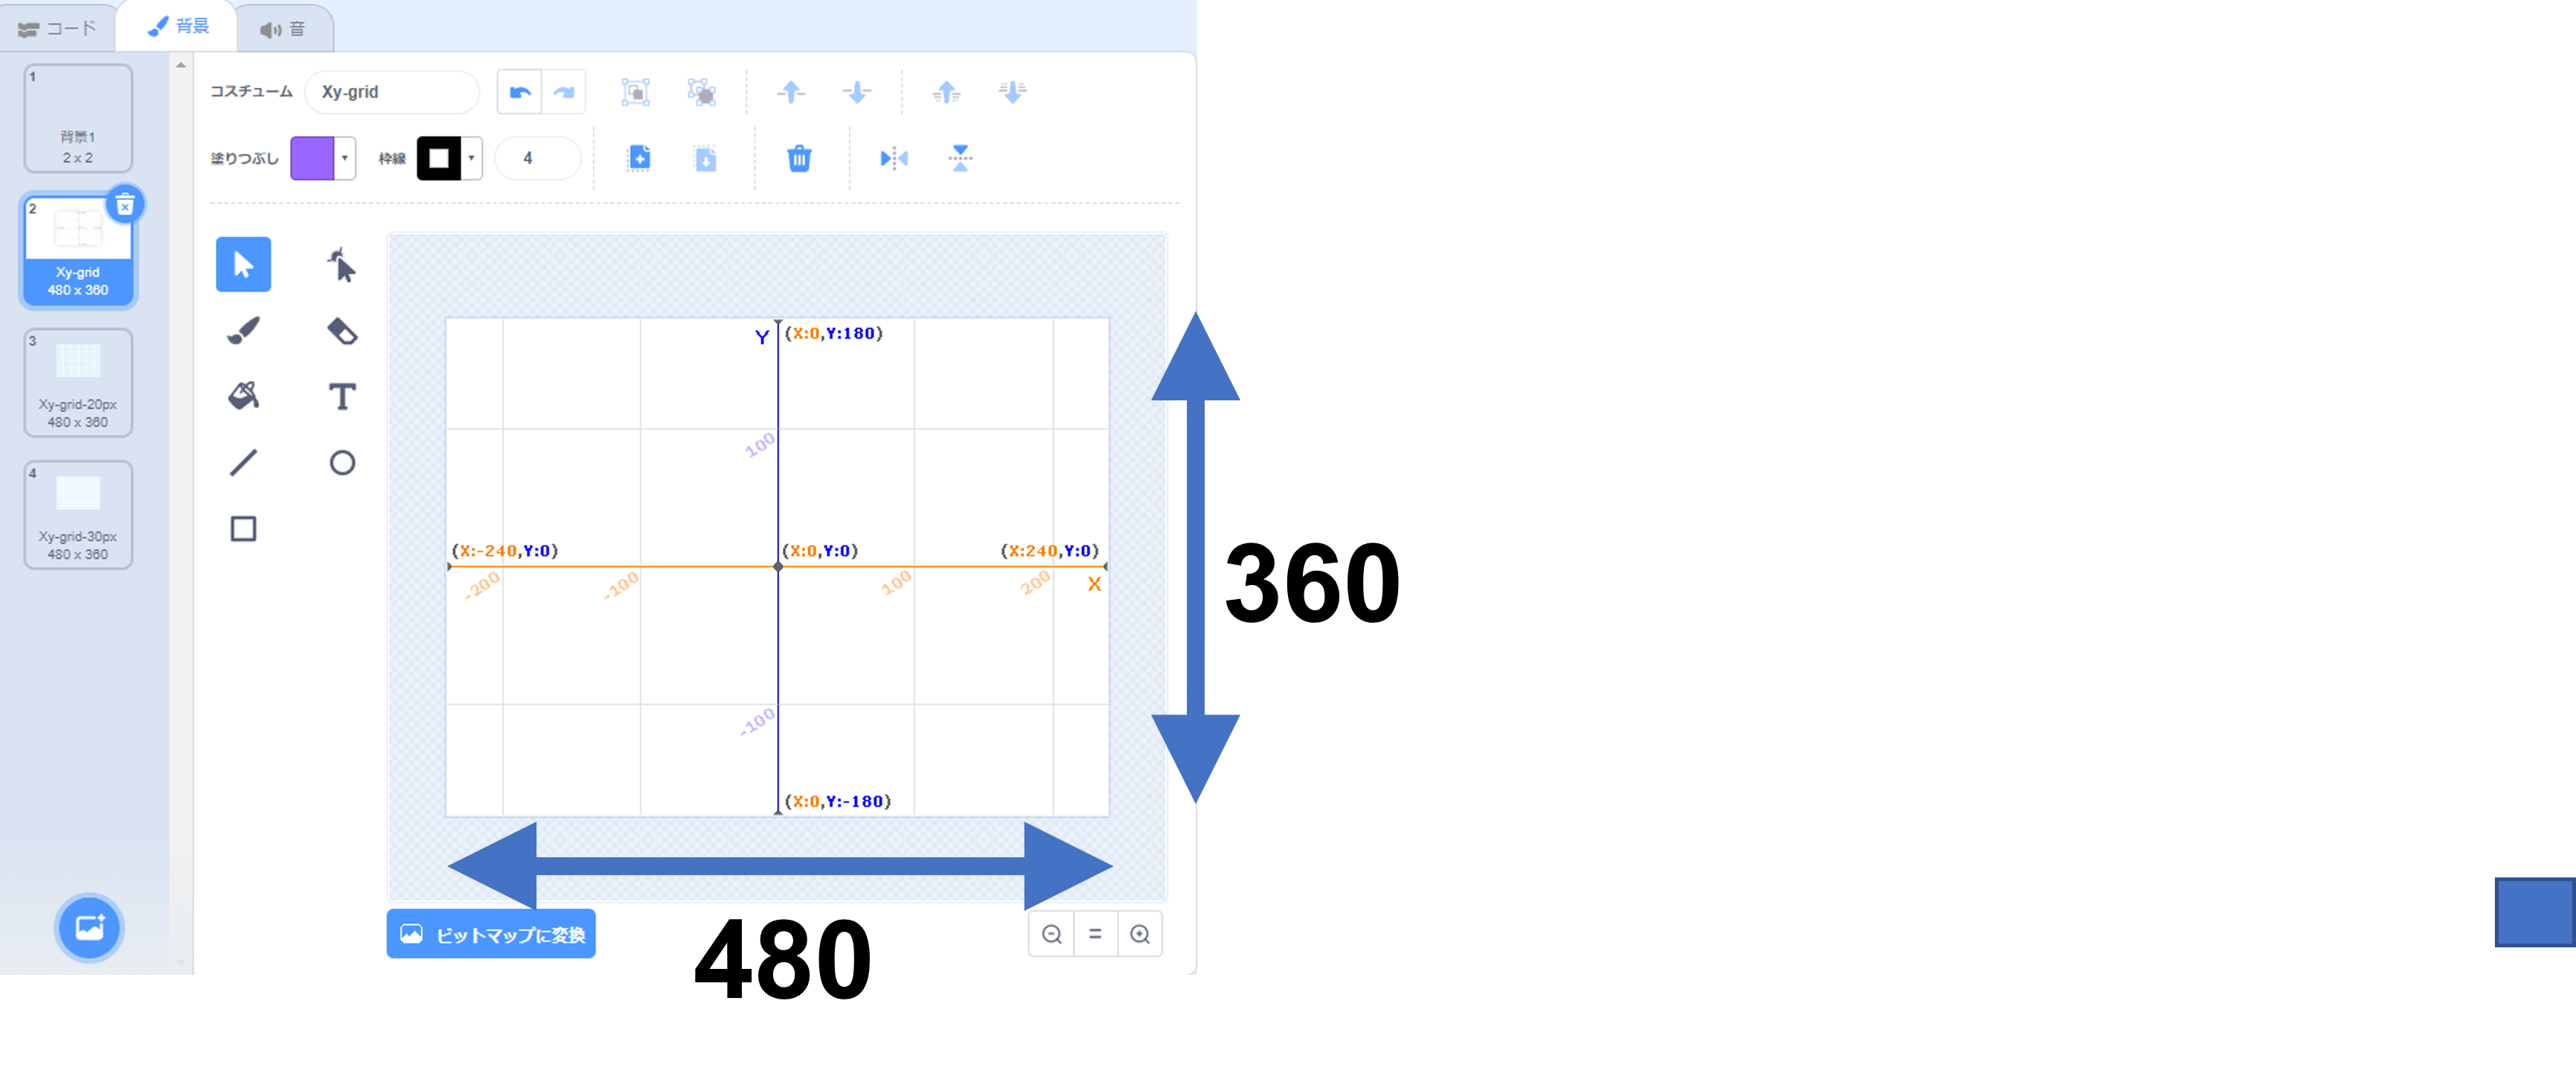 コード
背景
音
1
背景1
2 x 2
2
Xy-grid
480 x 360
3
Xy-grid-20px
480 x 360
4
Xy-grid-30px
480 x 360
コスチューム
Xy-grid
塗りつぶし
枠線
4
Y
(X:0,Y:180)
100
(X:-240,Y:0)
(X:0,Y:0)
(X:240,Y:0)
-200
-100
100
200
X
-100
(X:0,Y:-180)
360
ビットマップに変換
480